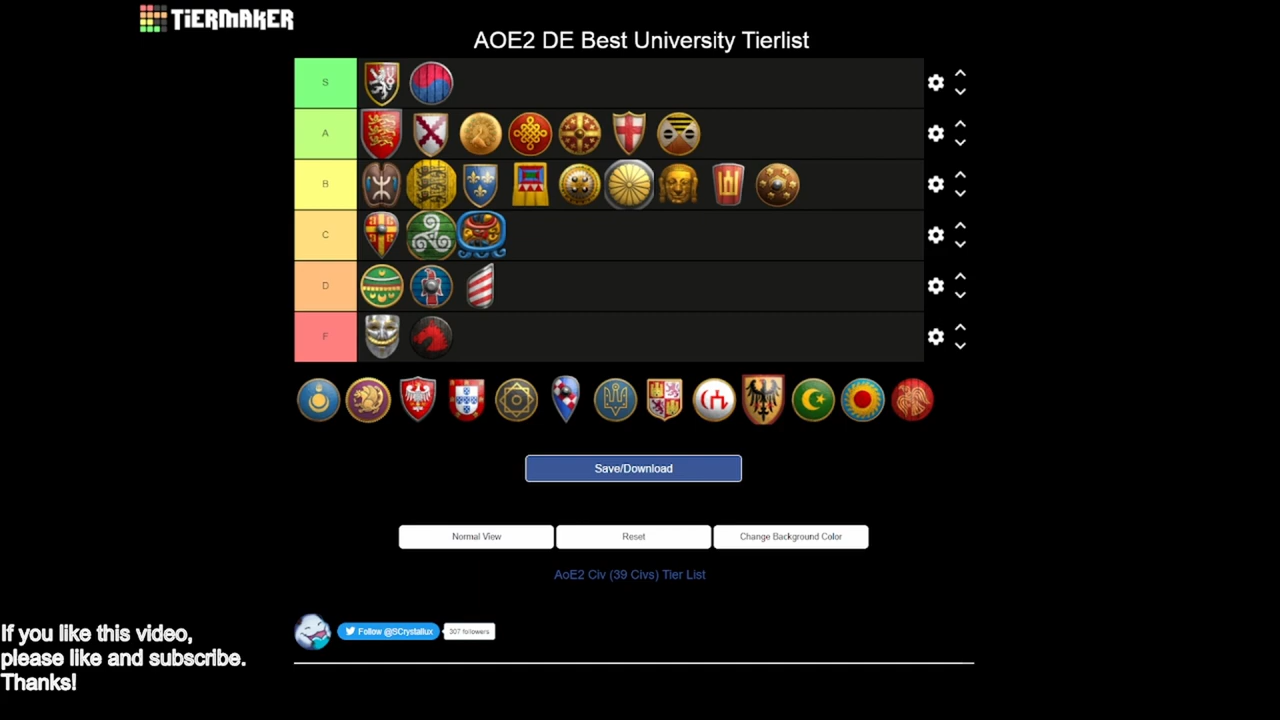 TiERMAKER
AOE2 DE Best University Tierlist
S
A
B
C
D
F
Save/Download
Normal View
Reset
Change Background Color
AoE2 Civ (39 Civs) Tier List
Follow @SCrystallux
307 followers
If you like this video,
please like and subscribe.
Thanks!